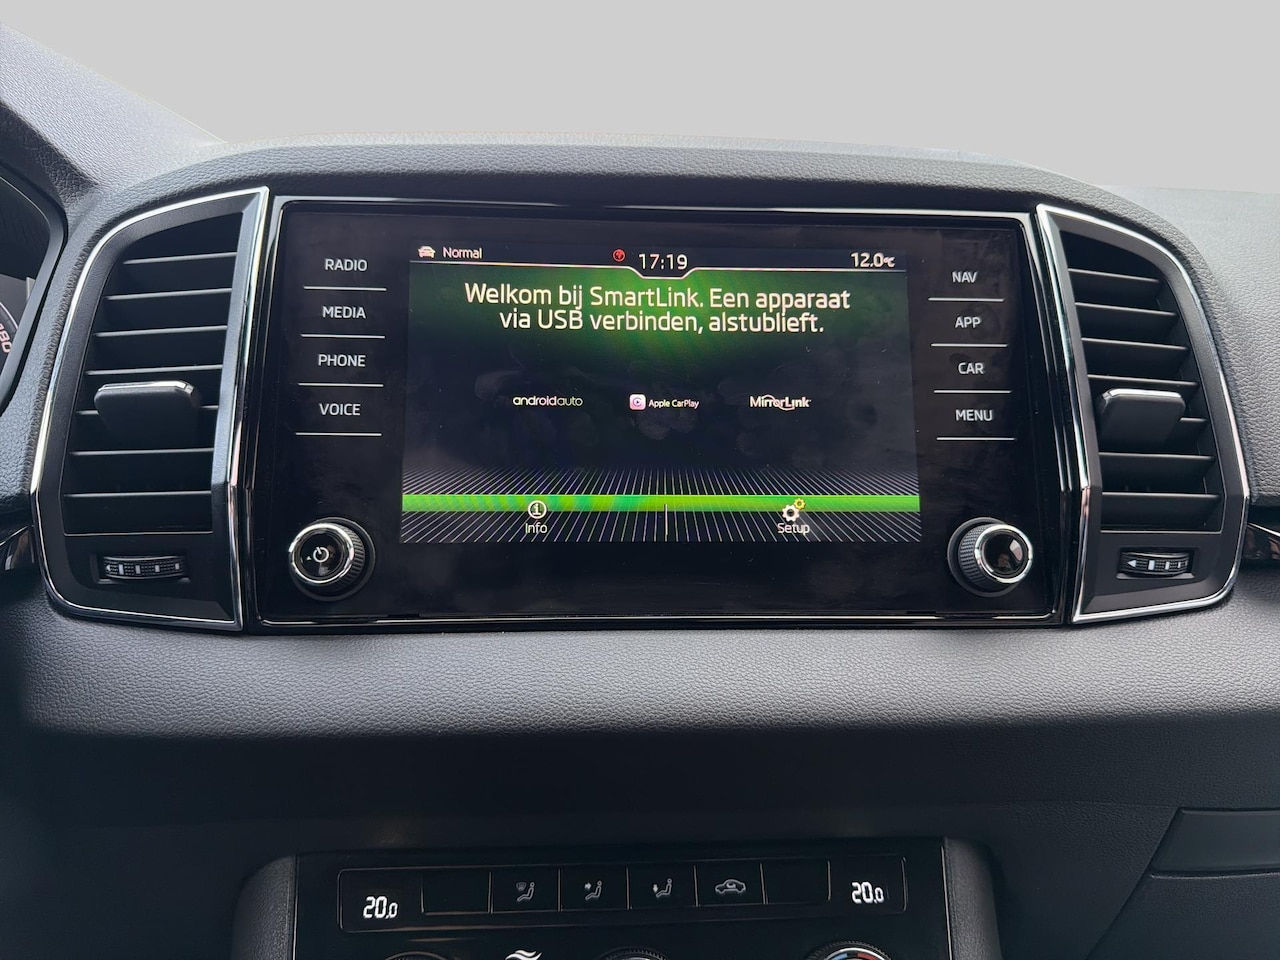 Normal
17:19
12.0°C
RADIO
MEDIA
PHONE
VOICE
Welkom bij SmartLink. Een apparaat
via USB verbinden, alstublieft.
androidauto
Apple CarPlay
MirrorLink
Info
Setup
NAV
APP
CAR
MENU
20.0
20.0